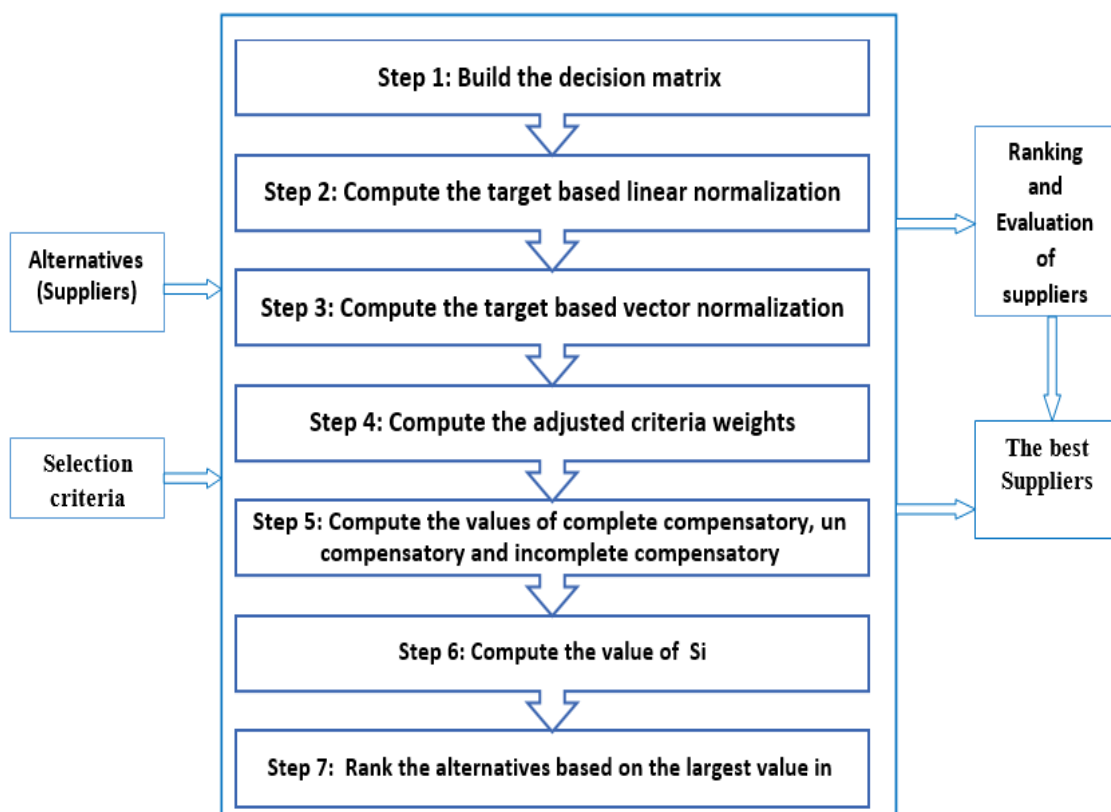 Alternatives
(Suppliers)
Selection
criteria
Step 1: Build the decision matrix
Step 2: Compute the target based linear normalization
Step 3: Compute the target based vector normalization
Step 4: Compute the adjusted criteria weights
Step 5: Compute the values of complete compensatory, un
compensatory and incomplete compensatory
Step 6: Compute the value of Si
Step 7: Rank the alternatives based on the largest value in
Ranking
and
Evaluation
of
suppliers
The best
Suppliers